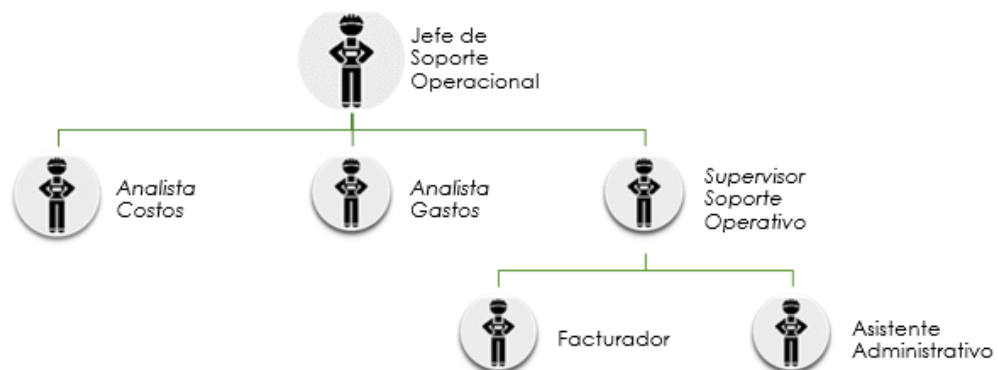 Jefe de
Soporte
Operacional
Analista
Costos
Analista
Gastos
Supervisor
Soporte
Operativo
Facturador
Asistente
Administrativo